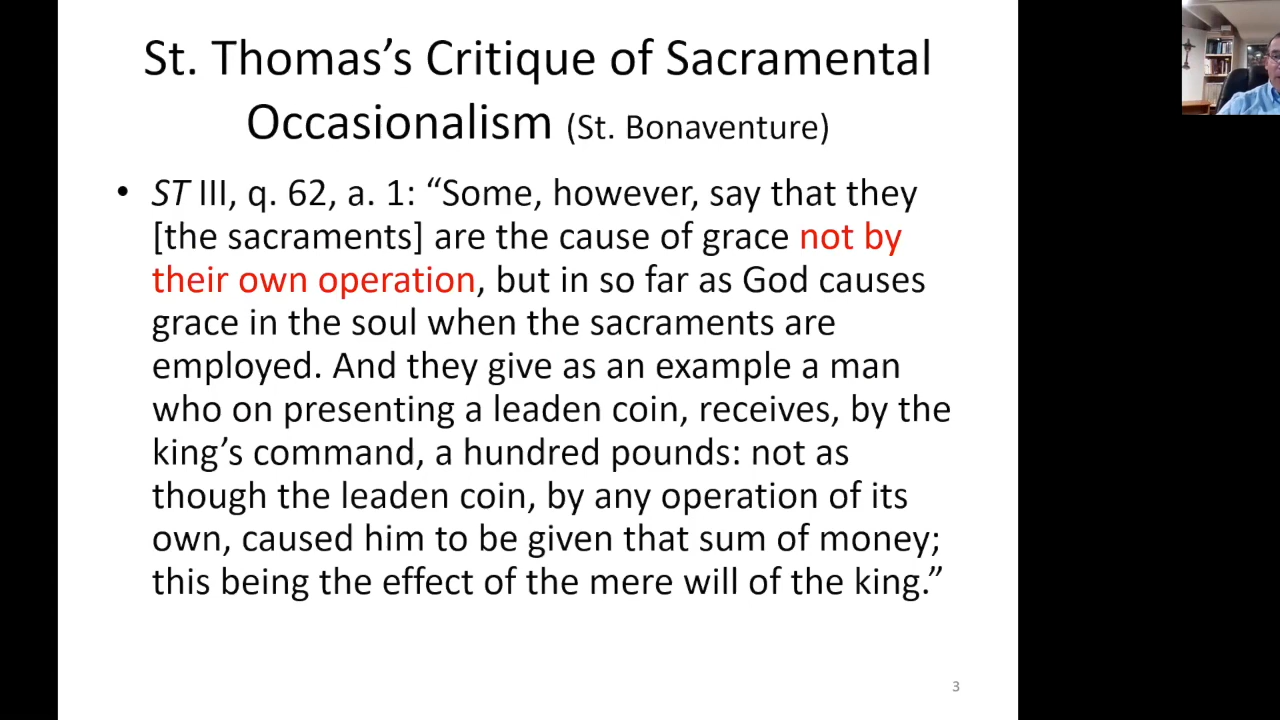 St. Thomas’s Critique of Sacramental
Occasionalism (St. Bonaventure)
• ST III, q. 62, a. 1: “Some, however, say that they
[the sacraments] are the cause of grace not by
their own operation, but in so far as God causes
grace in the soul when the sacraments are
employed. And they give as an example a man
who on presenting a leaden coin, receives, by the
king’s command, a hundred pounds: not as
though the leaden coin, by any operation of its
own, caused him to be given that sum of money;
this being the effect of the mere will of the king.”
3